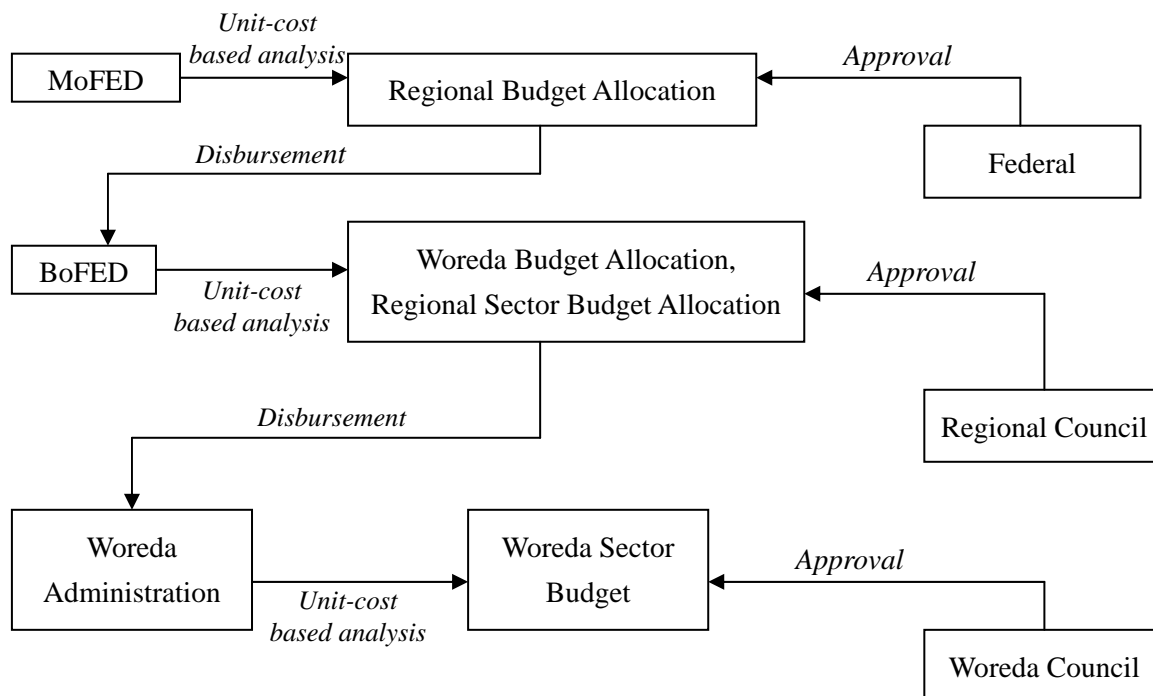 Unit-cost
based analysis
MoFED
Regional Budget Allocation
Approval
Federal
Disbursement
BoFED
Unit-cost
based analysis
Woreda Budget Allocation,
Regional Sector Budget Allocation
Approval
Regional Council
Disbursement
Woreda
Administration
Unit-cost
based analysis
Woreda Sector
Budget
Approval
Woreda Council